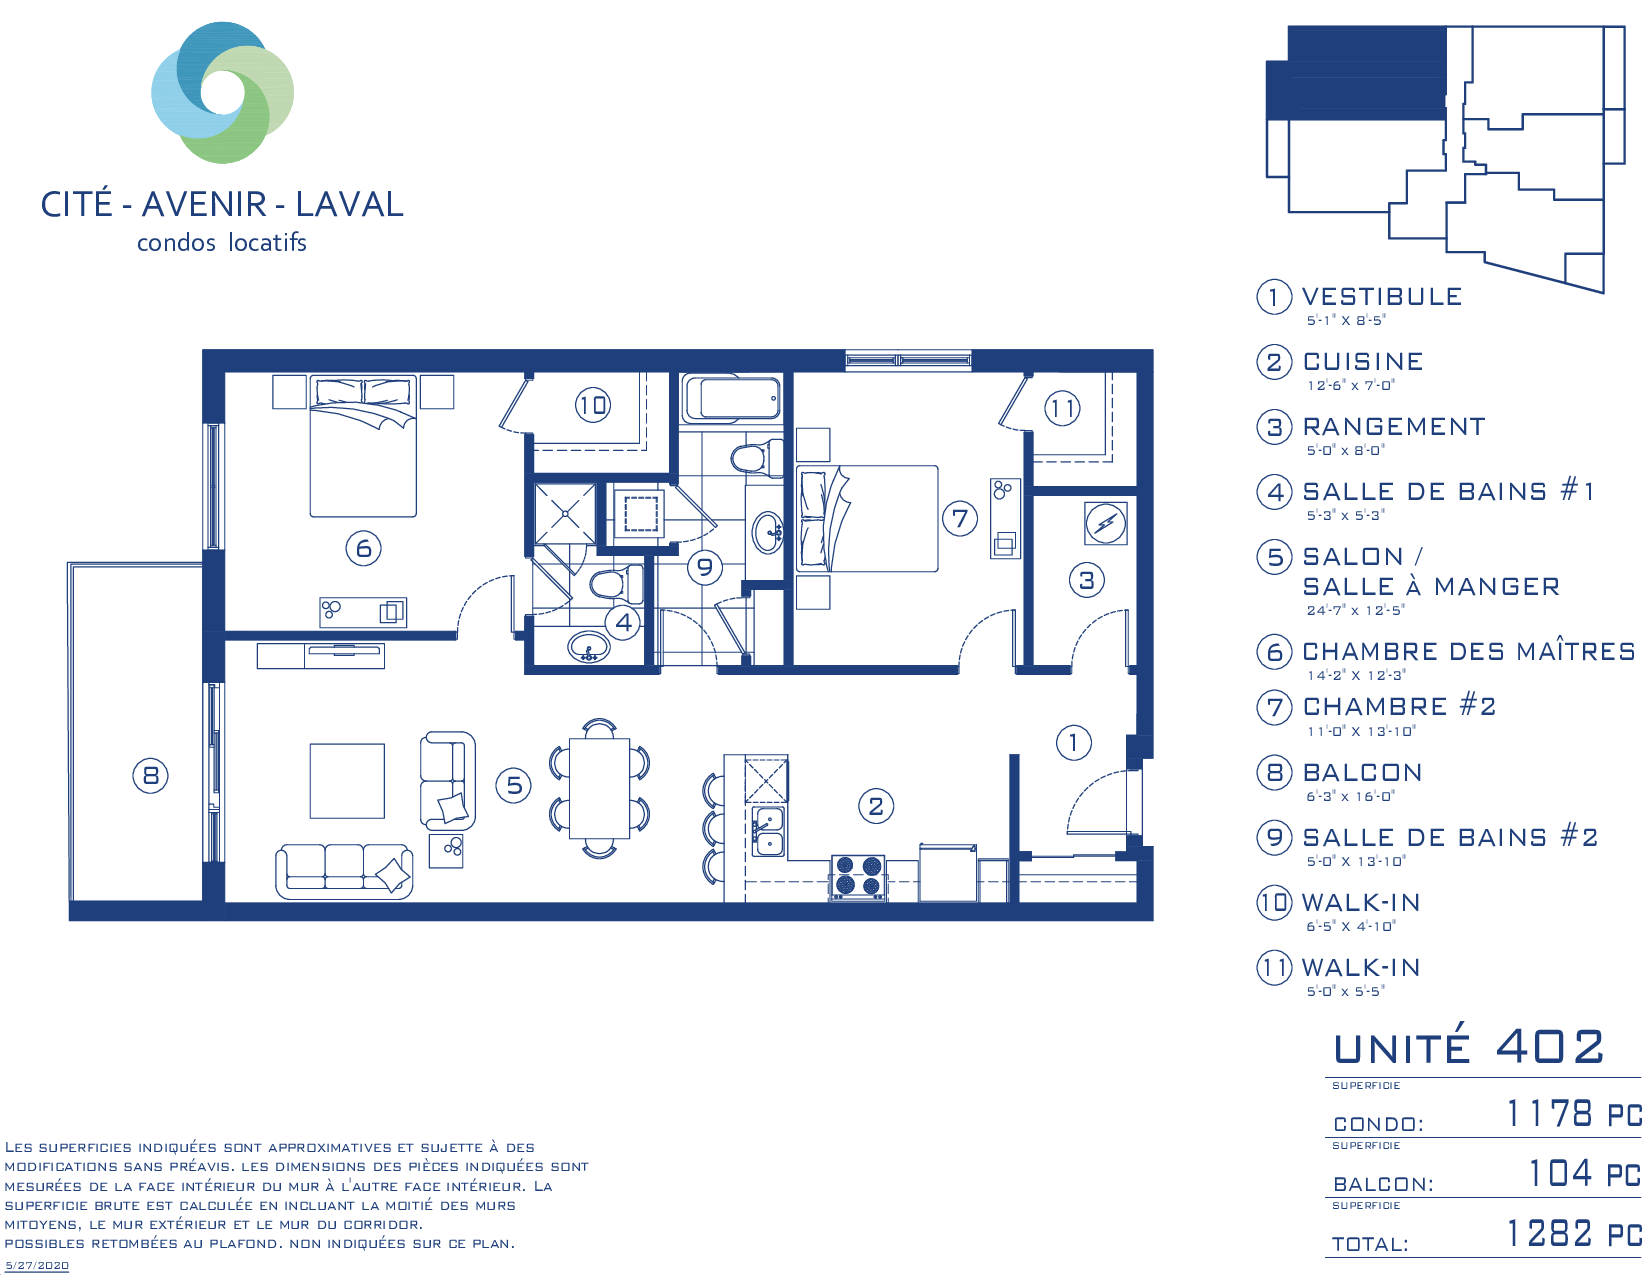 CITÉ - AVENIR - LAVAL
condos locatifs
1 VESTIBULE
5'-1" X 8'-5"
2 CUISINE
12'-6" X 7'-0"
3 RANGEMENT
5'-0" X 8'-0"
4 SALLE DE BAINS #1
5'-3" X 5'-3"
5 SALON /
SALLE À MANGER
24'-7" X 12'-5"
6 CHAMBRE DES MAÎTRES
14'-2" X 12'-3"
7 CHAMBRE #2
11'-0" X 13'-10"
8 BALCON
6'-3" X 16'-0"
9 SALLE DE BAINS #2
5'-0" X 13'-10"
10 WALK-IN
6'-5" X 4'-10"
11 WALK-IN
5'-0" X 5'-5"
10
11
6
7
9
3
4
8
5
2
1
UNITÉ 402
SUPERFICIE
CONDO: 1178 PC
SUPERFICIE
BALCON: 104 PC
SUPERFICIE
TOTAL: 1282 PC
LES SUPERFICIES INDIQUÉES SONT APPROXIMATIVES ET SUJETTE À DES
MODIFICATIONS SANS PRÉAVIS. LES DIMENSIONS DES PIÈCES INDIQUÉES SONT
MESURÉES DE LA FACE INTÉRIEUR DU MUR À L'AUTRE FACE INTÉRIEUR. LA
SUPERFICIE BRUTE EST CALCULÉE EN INCLUANT LA MOITIÉ DES MURS
MITOYENS, LE MUR EXTÉRIEUR ET LE MUR DU CORRIDOR.
POSSIBLES RETOMBÉES AU PLAFOND. NON INDIQUÉES SUR CE PLAN.
5/27/2020